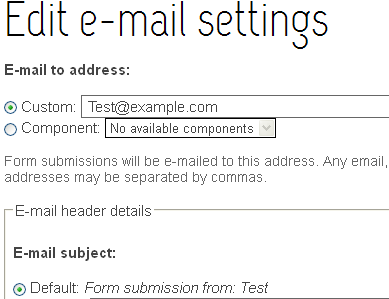 Edit e-mail settings
E-mail to address:
Custom: Test@example.com
Component: No available components
Form submissions will be e-mailed to this address. Any email,
addresses may be separated by commas.
E-mail header details
E-mail subject:
Default: Form submission from: Test